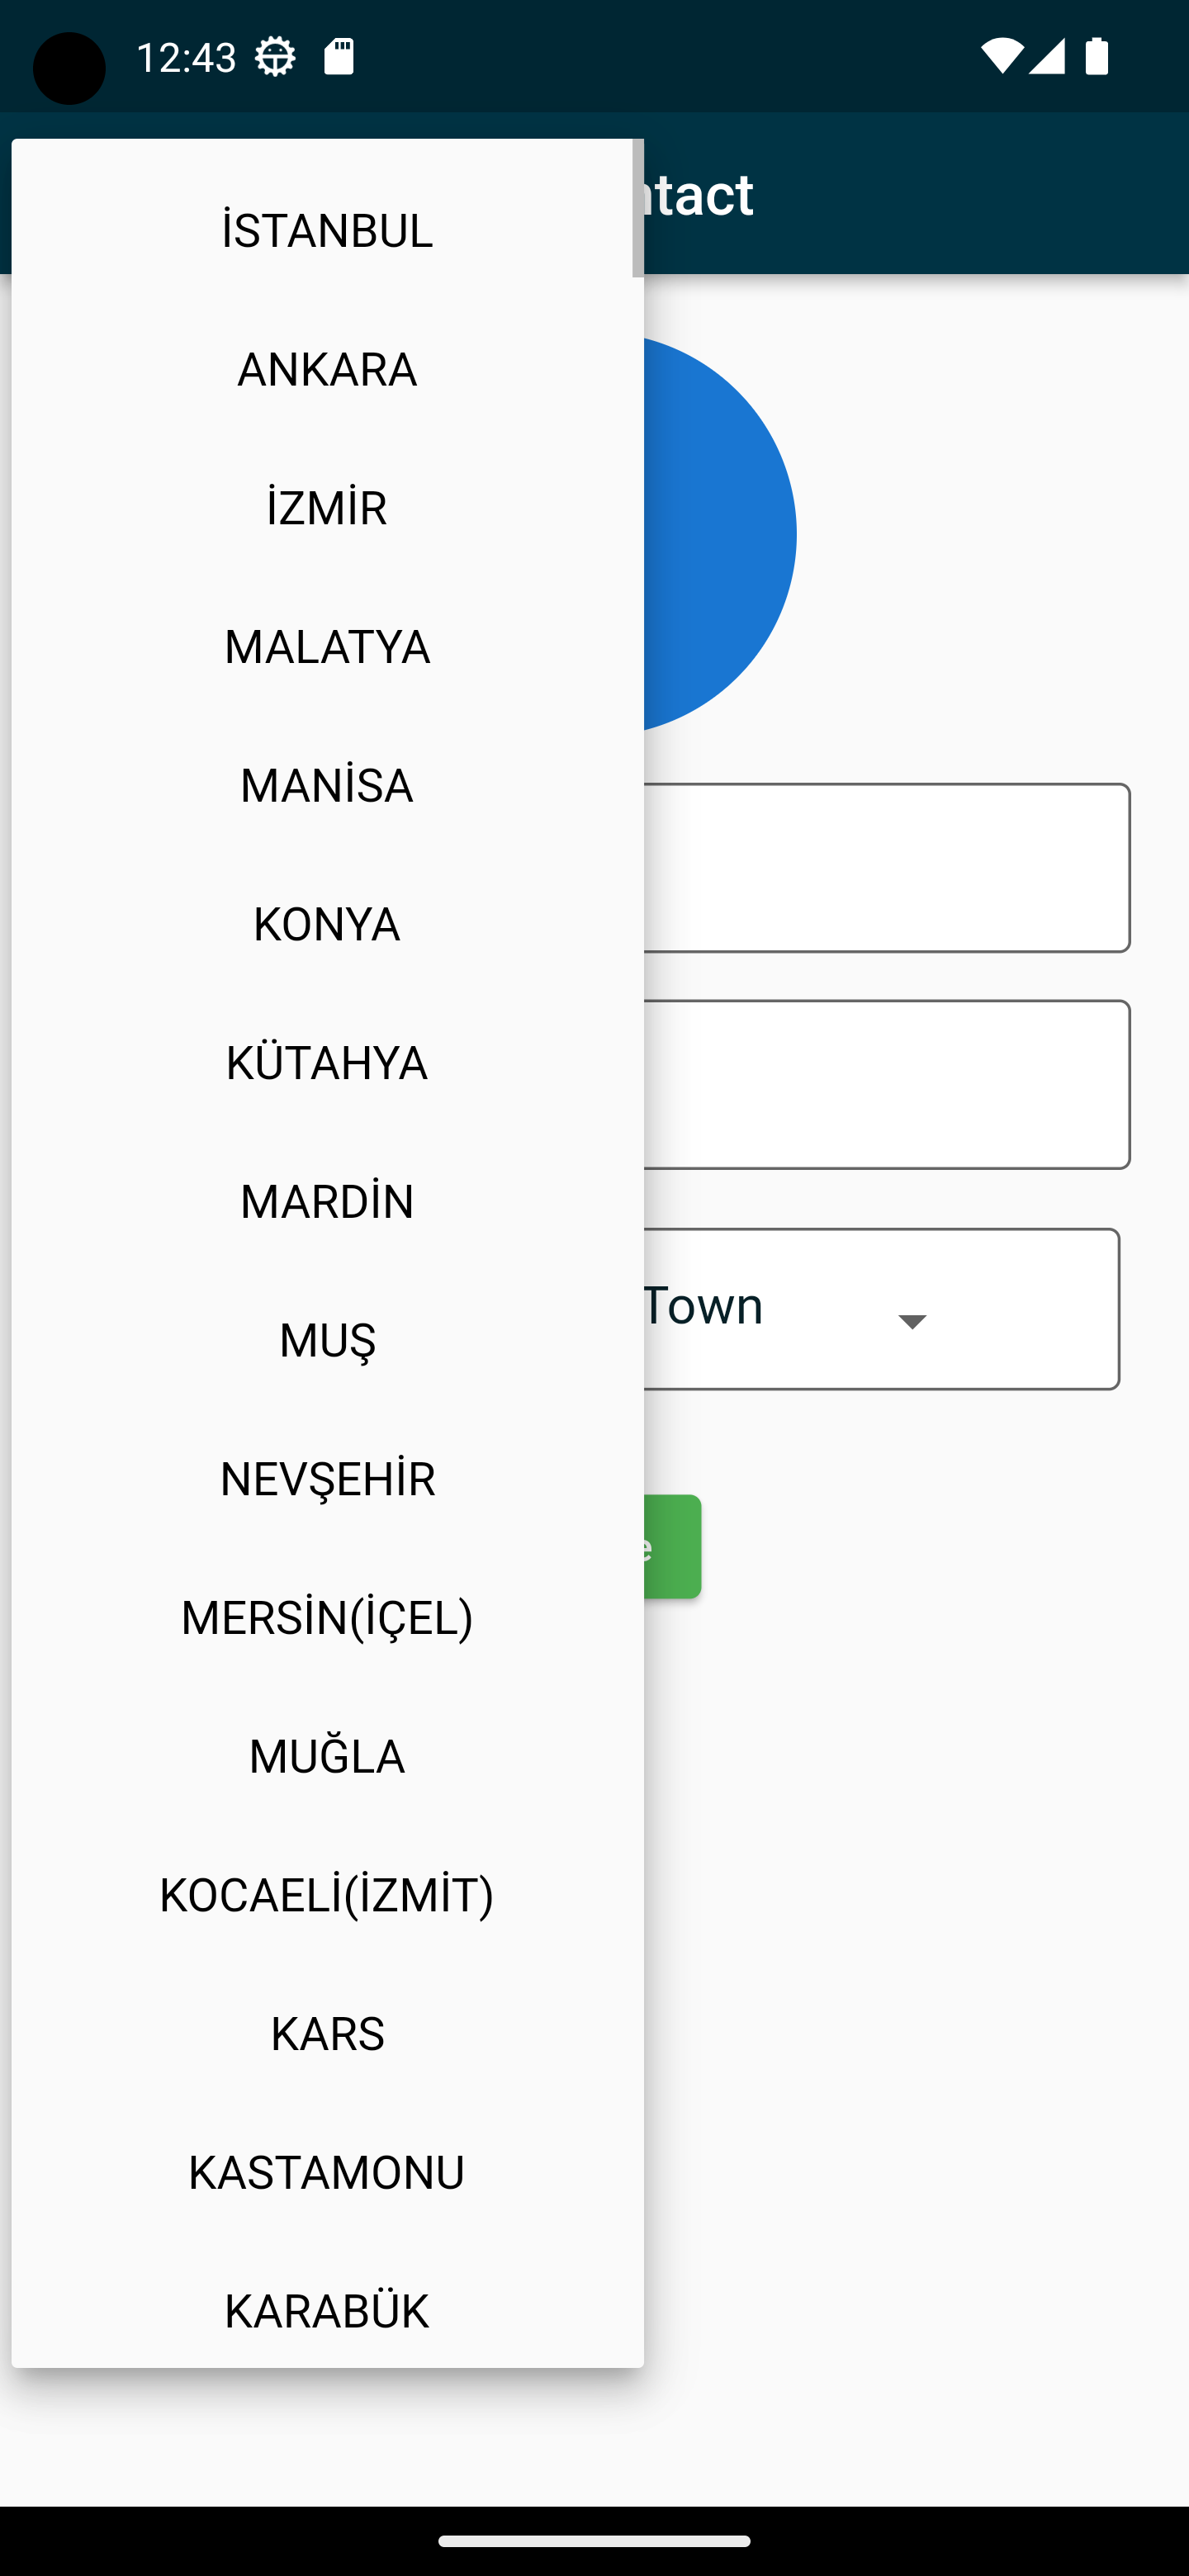 12:43
ntact
İSTANBUL
ANKARA
İZMİR
MALATYA
MANİSA
KONYA
KÜTAHYA
MARDİN
Town
MUŞ
NEVŞEHİR
e
MERSİN(İÇEL)
MUĞLA
KOCAELİ(İZMİT)
KARS
KASTAMONU
KARABÜK